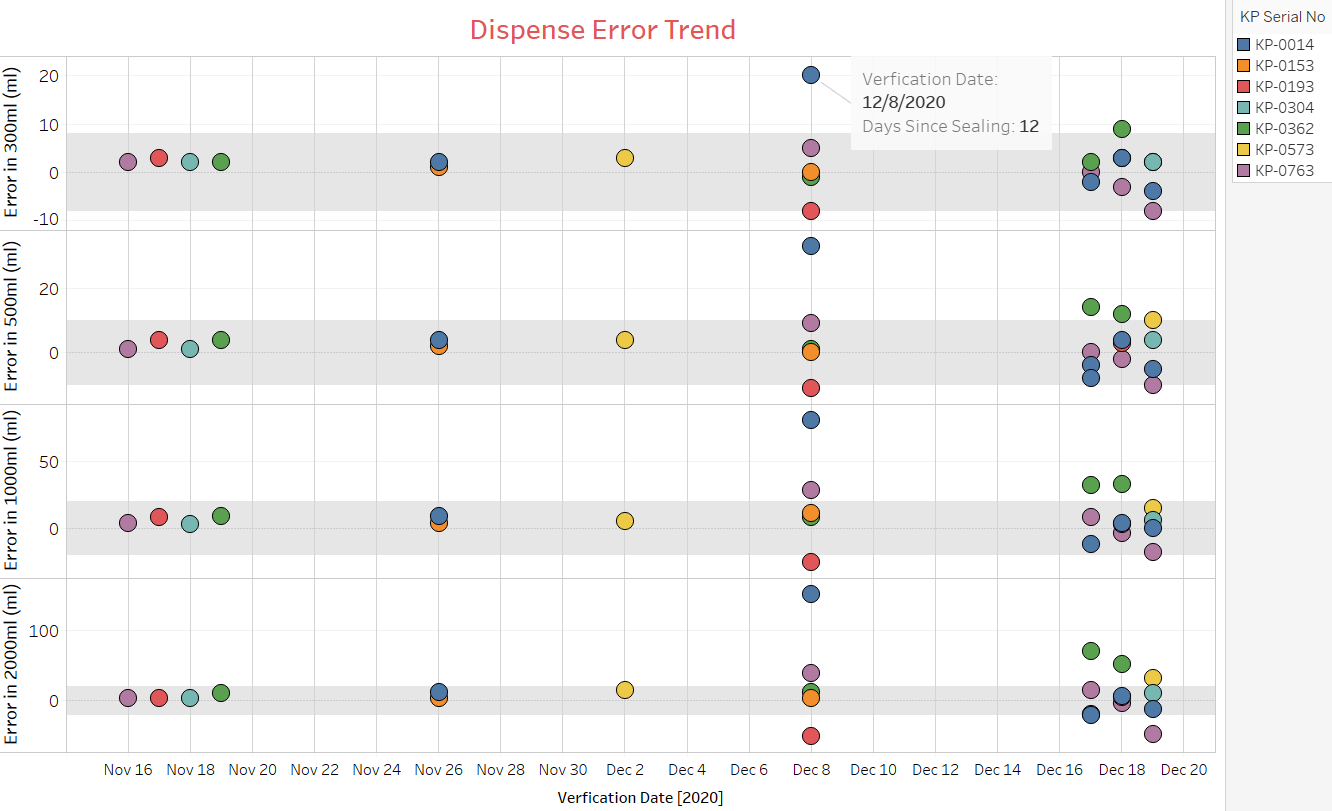 Dispense Error Trend
KP Serial No
KP-0014
KP-0153
KP-0193
KP-0304
KP-0362
KP-0573
KP-0763
Error in 300ml (ml)
20
10
0
-10
Verfication Date:
12/8/2020
Days Since Sealing: 12
Error in 500ml (ml)
20
0
Error in 1000ml (ml)
50
0
Error in 2000ml (ml)
100
0
Nov 16 Nov 18 Nov 20 Nov 22 Nov 24 Nov 26 Nov 28 Nov 30 Dec 2 Dec 4 Dec 6 Dec 8 Dec 10 Dec 12 Dec 14 Dec 16 Dec 18 Dec 20
Verfication Date [2020]